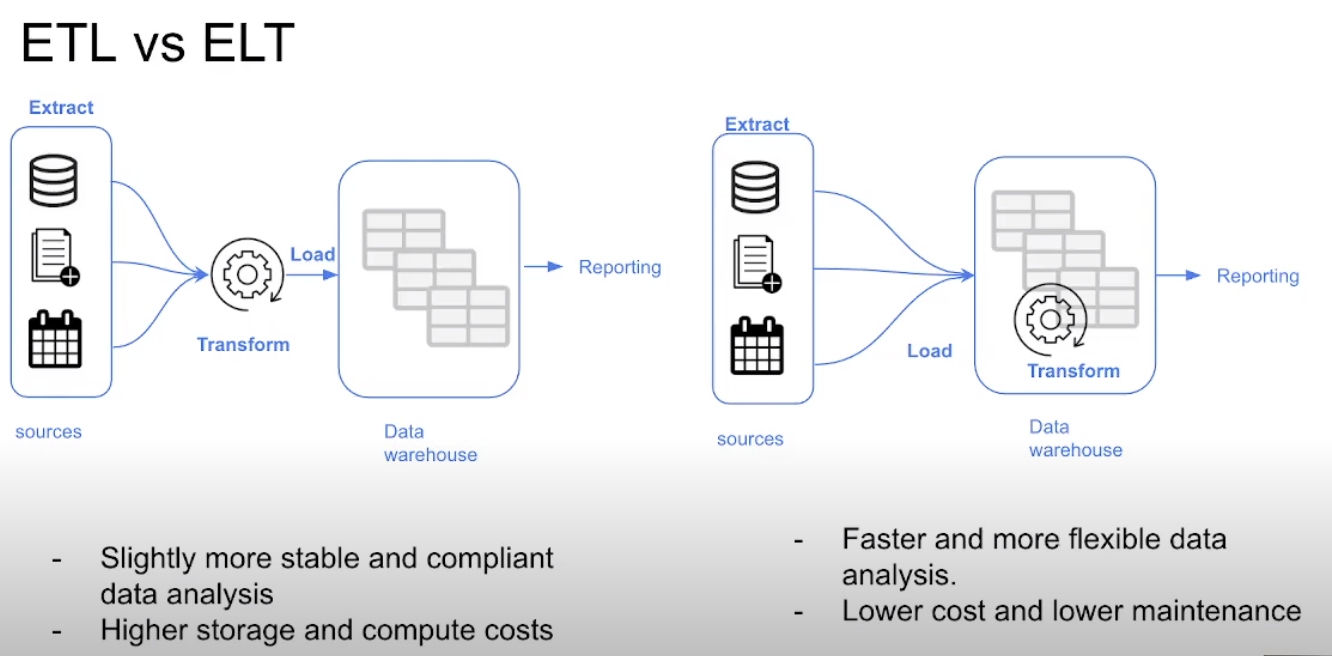 ETL vs ELT
Extract
Load
Transform
sources
Data
warehouse
Reporting
- Slightly more stable and compliant
data analysis
- Higher storage and compute costs
Extract
Load
Transform
sources
Data
warehouse
Reporting
- Faster and more flexible data
analysis.
- Lower cost and lower maintenance